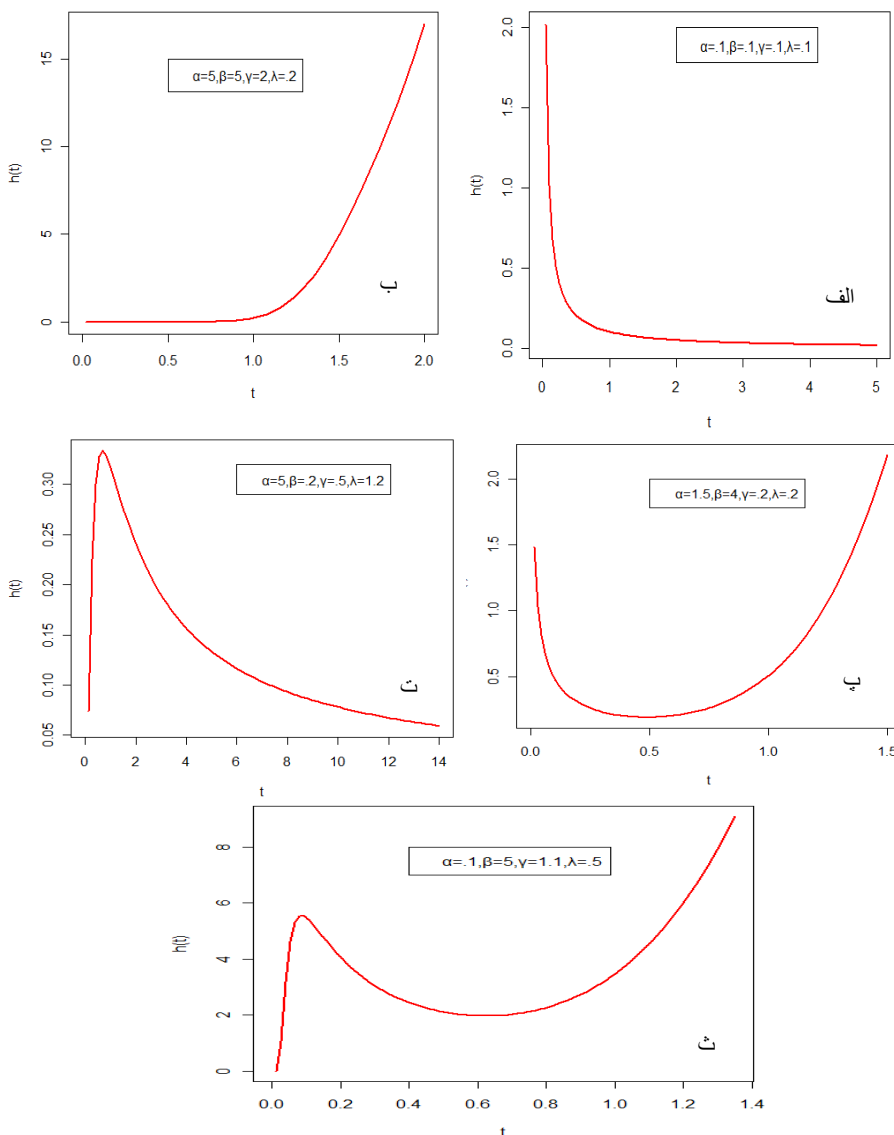 α=5,β=5,γ=2,λ=.2
h(t)
0 5 10 15
0.0 0.5 1.0 1.5 2.0
t
ب
α=.1,β=.1,γ=.1,λ=.1
h(t)
0.0 0.5 1.0 1.5 2.0
0 1 2 3 4 5
t
الف
α=5,β=.2,γ=.5,λ=1.2
h(t)
0.05 0.10 0.15 0.20 0.25 0.30
0 2 4 6 8 10 12 14
t
ت
α=1.5,β=4,γ=.2,λ=.2
h(t)
0.5 1.0 1.5 2.0
0.0 0.5 1.0 1.5
t
پ
α=.1,β=5,γ=1.1,λ=.5
h(t)
0 2 4 6 8
0.0 0.2 0.4 0.6 0.8 1.0 1.2 1.4
t
ث